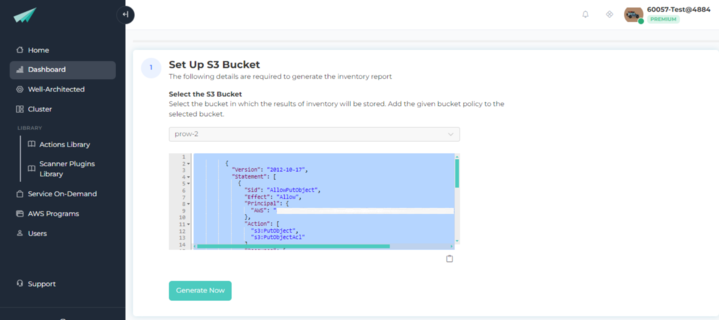 60057-Test@4884
PREMIUM
Home
Dashboard
Well-Architected
Cluster
LIBRARY
Actions Library
Scanner Plugins
Library
Service On-Demand
AWS Programs
Users
Support
1
Set Up S3 Bucket
The following details are required to generate the inventory report
Select the S3 Bucket
Select the bucket in which the results of inventory will be stored. Add the given bucket policy to the
selected bucket.
prow-2
1
2 {
3 "Version": "2012-10-17",
4 "Statement": [
5 {
6 "Sid": "AllowPutObject",
7 "Effect": "Allow",
8 "Principal": {
9 "AWS": "
10 },
11 "Action": [
12 "s3:PutObject",
13 "s3:PutObjectAcl"
14
Generate Now